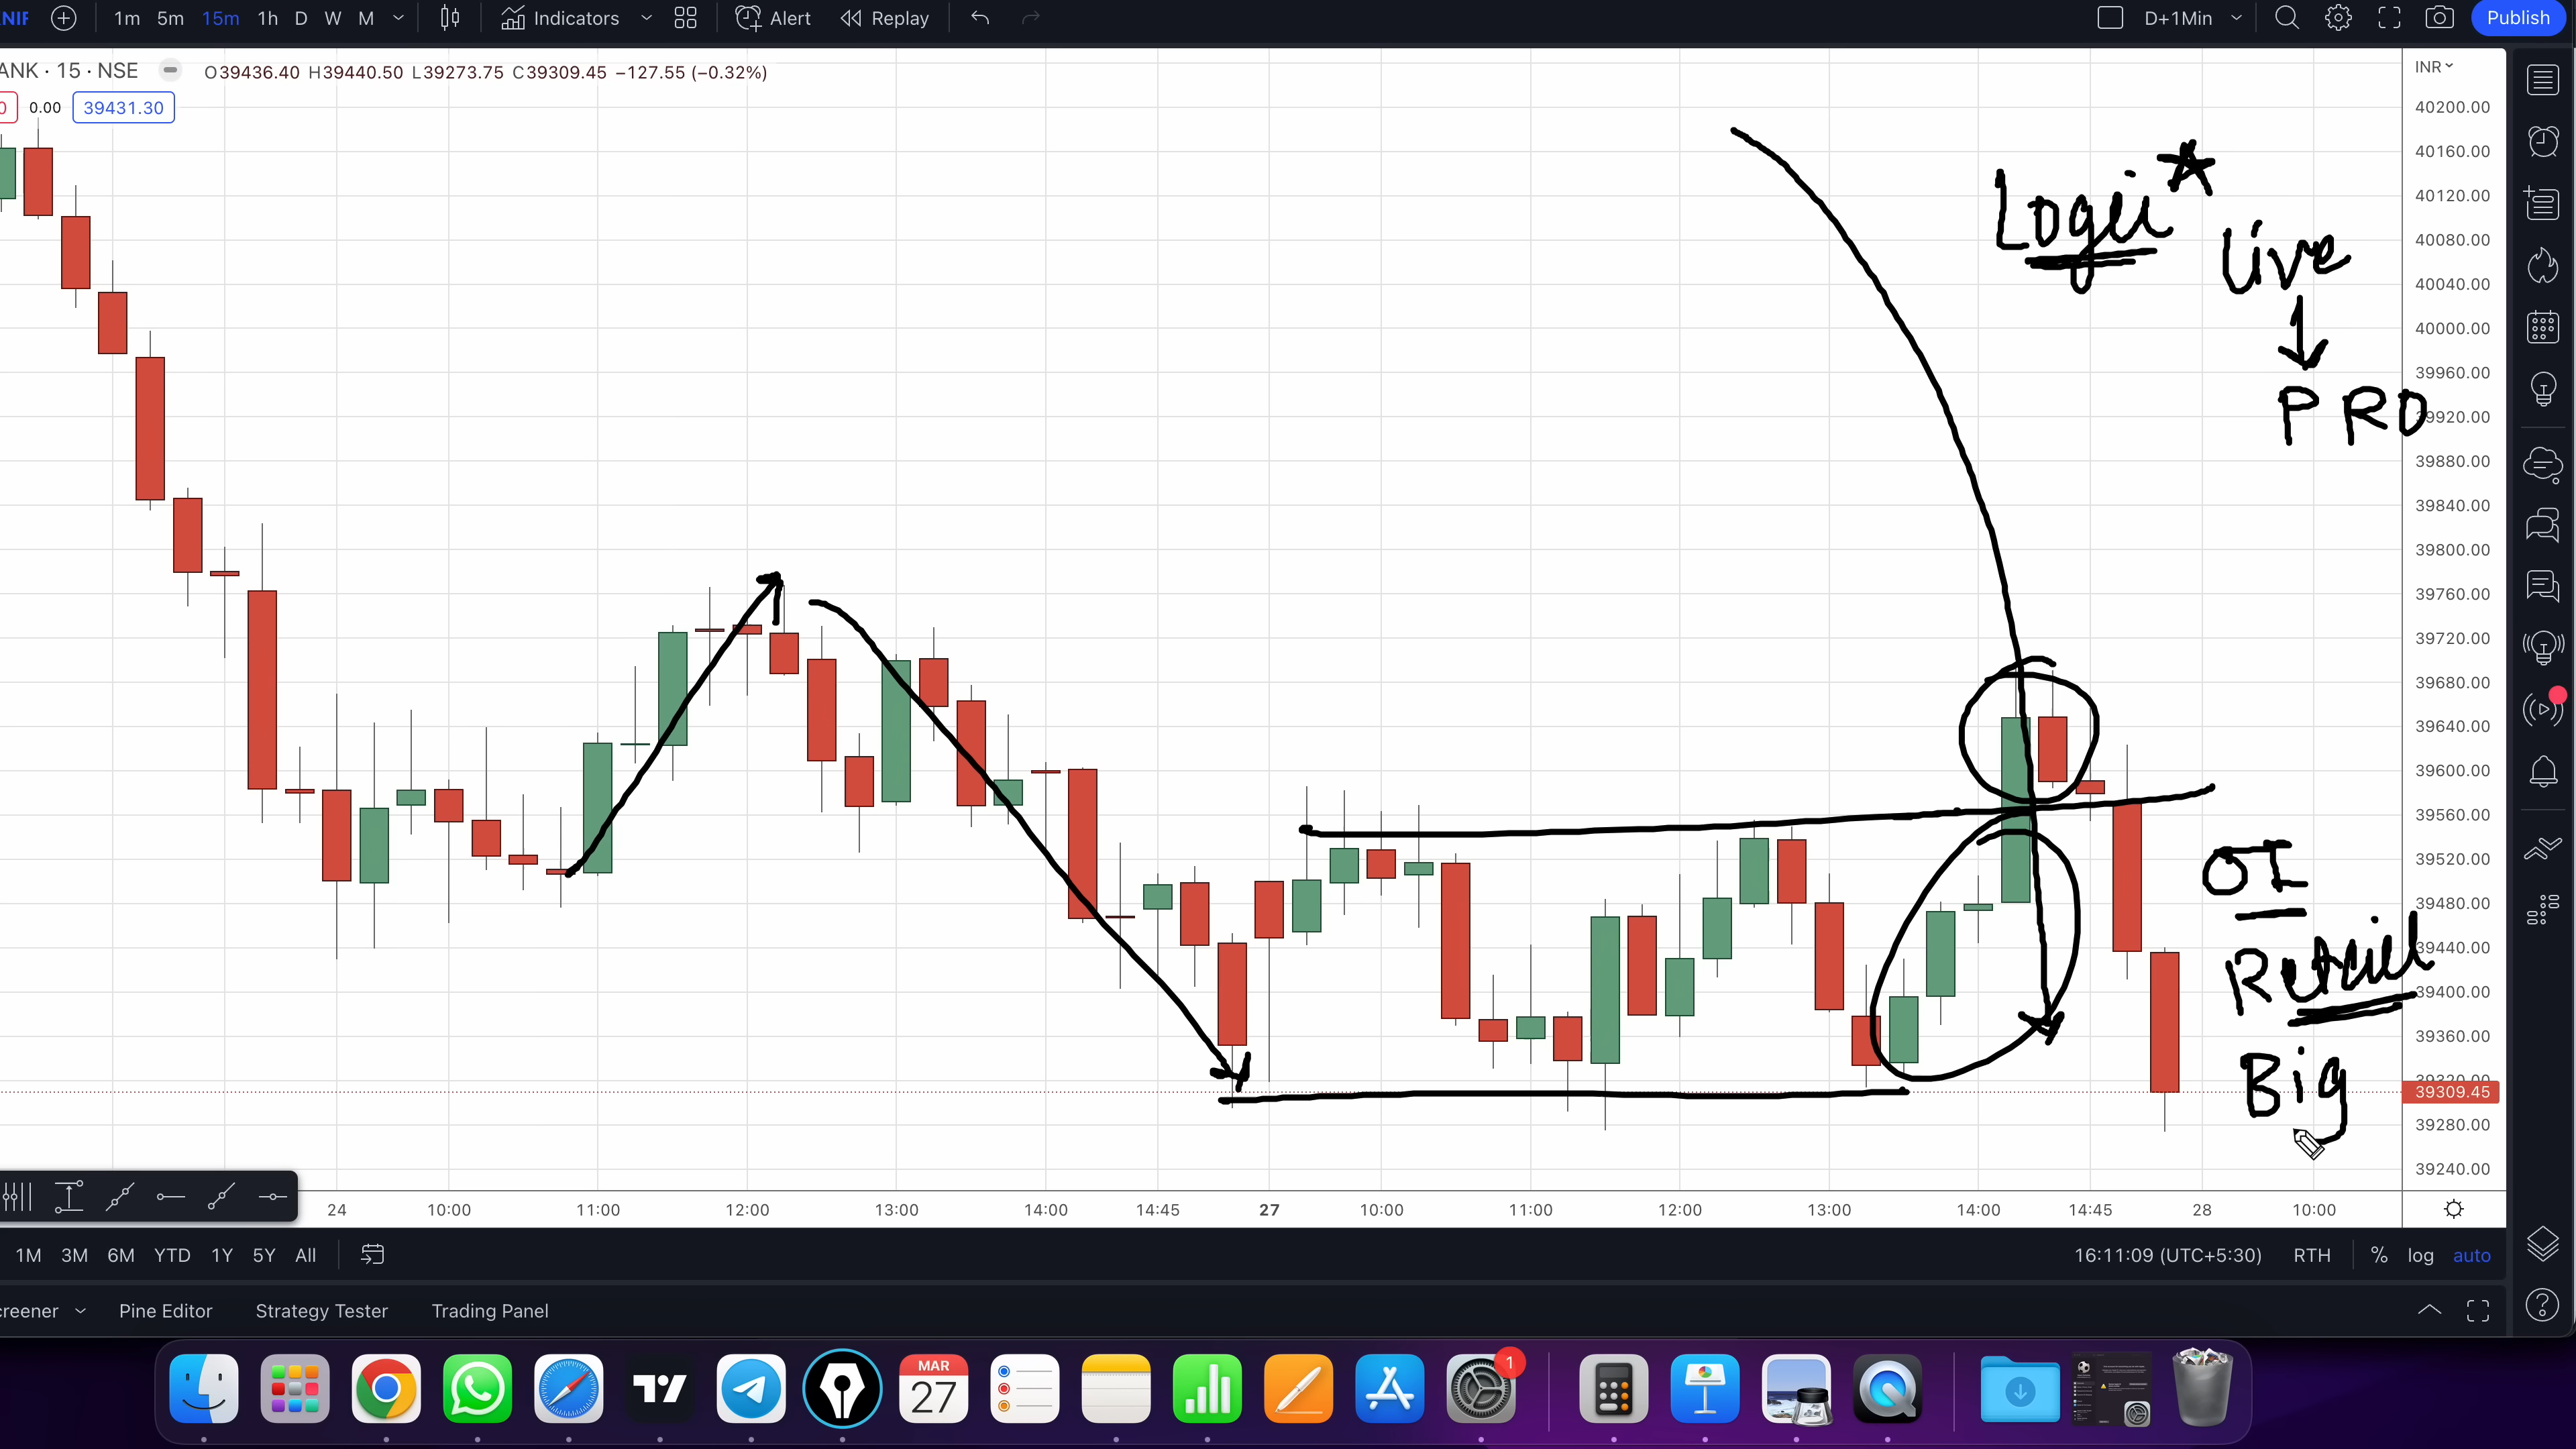 NIF 1m 5m 15m 1h D W M Indicators Alert Replay D+1Min Publish
ANK · 15 · NSE O39436.40 H39440.50 L39273.75 C39309.45 −127.55 (−0.32%)
INR
0 0.00 39431.30
40200.00
40160.00
40120.00
40080.00
40040.00
40000.00
39960.00
39920.00
39880.00
39840.00
39800.00
39760.00
39720.00
39680.00
39640.00
39600.00
39560.00
39520.00
39480.00
39440.00
39400.00
39360.00
39320.00
39309.45
39280.00
39240.00
Live
PRO
OI
Retail
Big
24 10:00 11:00 12:00 13:00 14:00 14:45 27 10:00 11:00 12:00 13:00 14:00 14:45 28 10:00
1M 3M 6M YTD 1Y 5Y All 16:11:09 (UTC+5:30) RTH % log auto
creener Pine Editor Strategy Tester Trading Panel
MAR
27
1